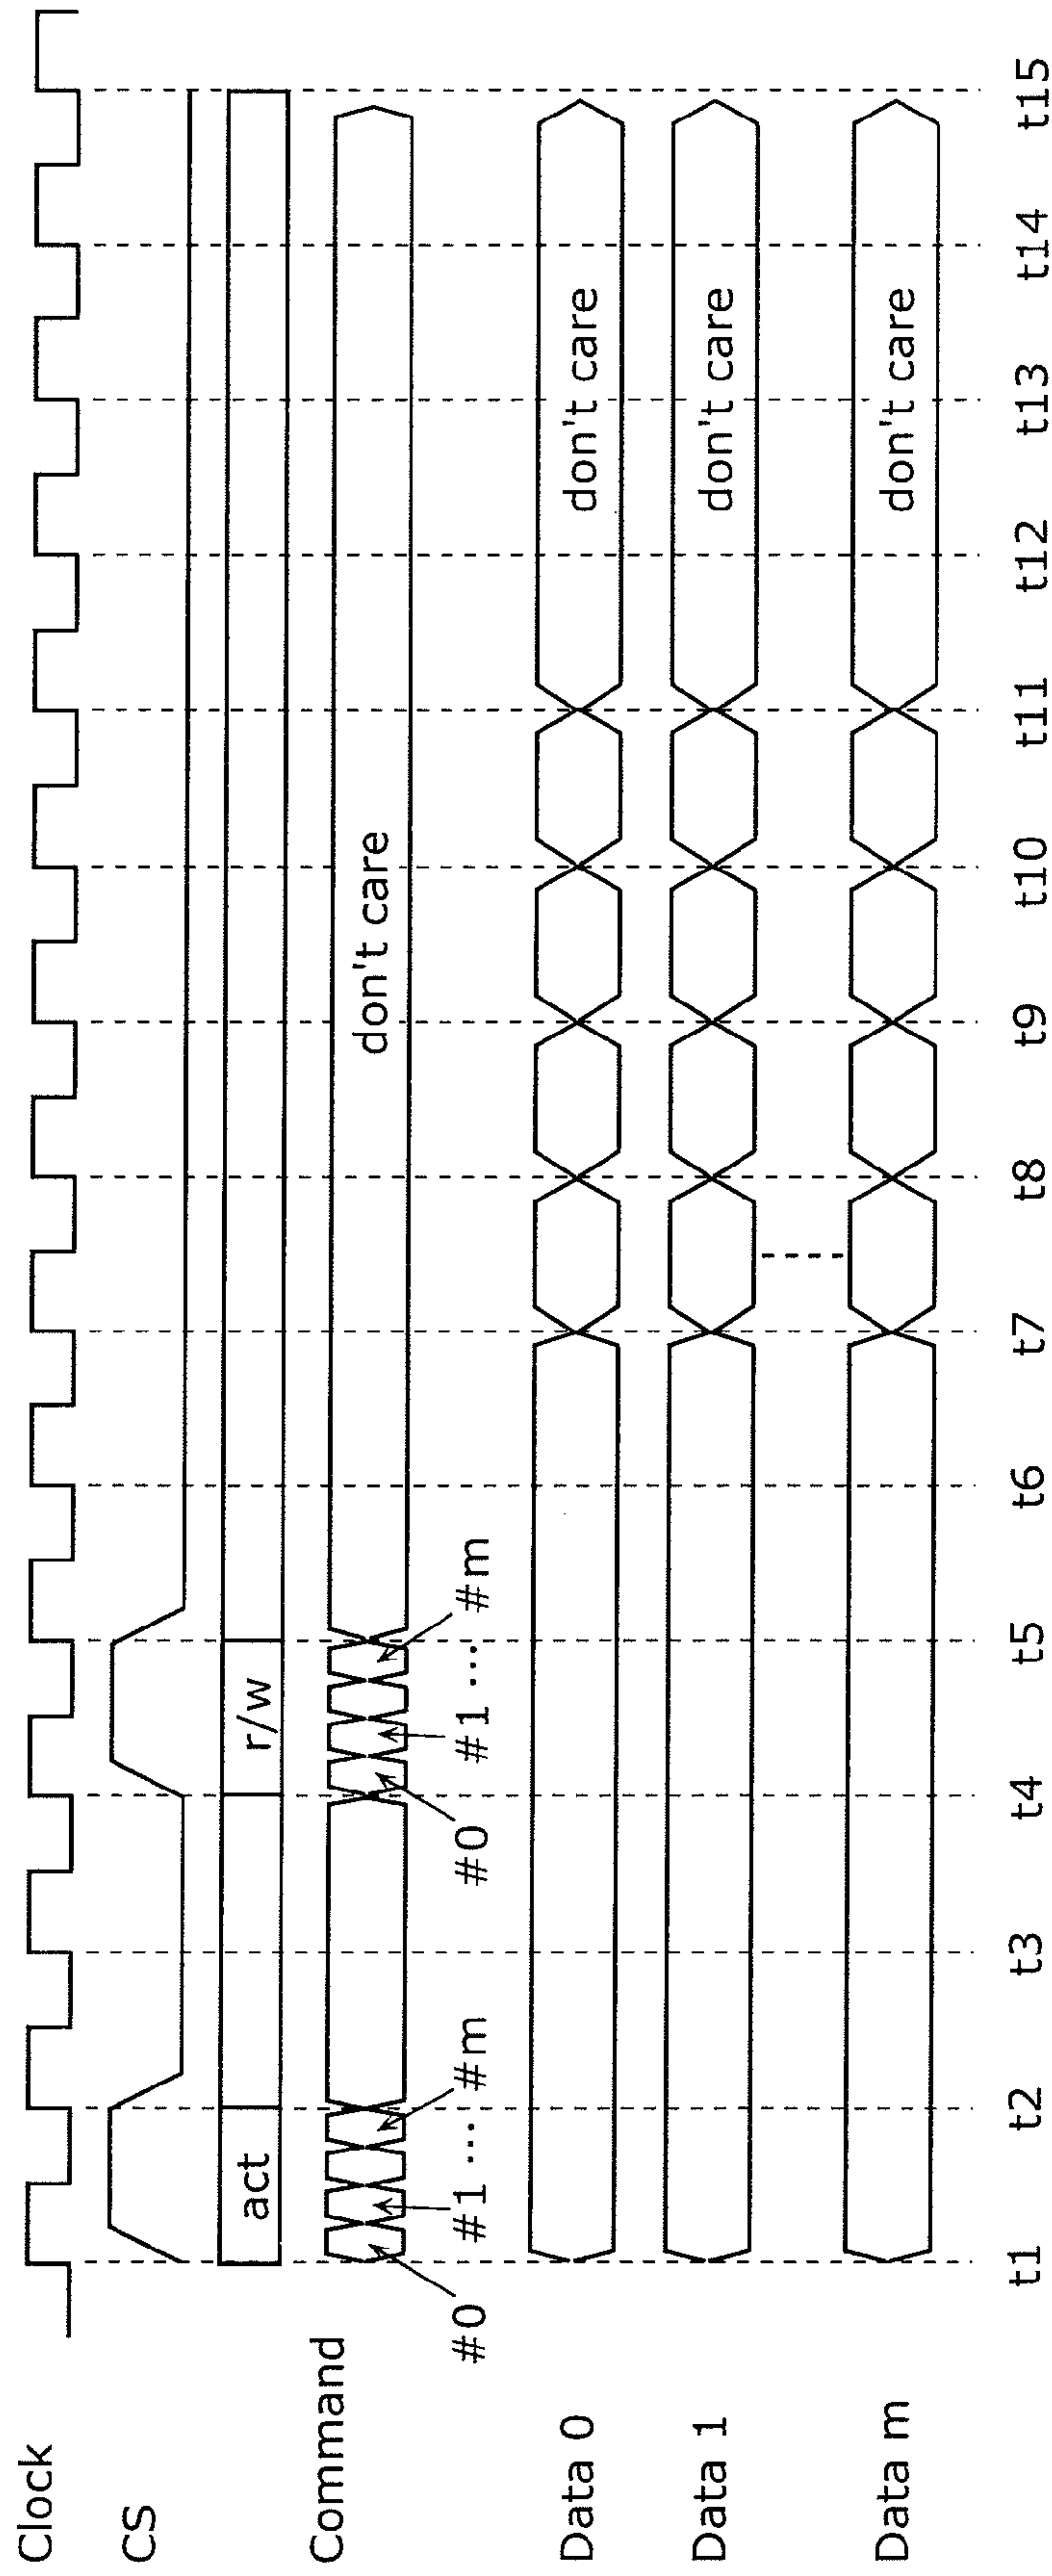 Clock
CS
act
r/w
Command
don't care
#0
#1 ...
#m
#0
#1 ...
#m
Data 0
don't care
Data 1
don't care
Data m
don't care
t1 t2 t3 t4 t5 t6 t7 t8 t9 t10 t11 t12 t13 t14 t15